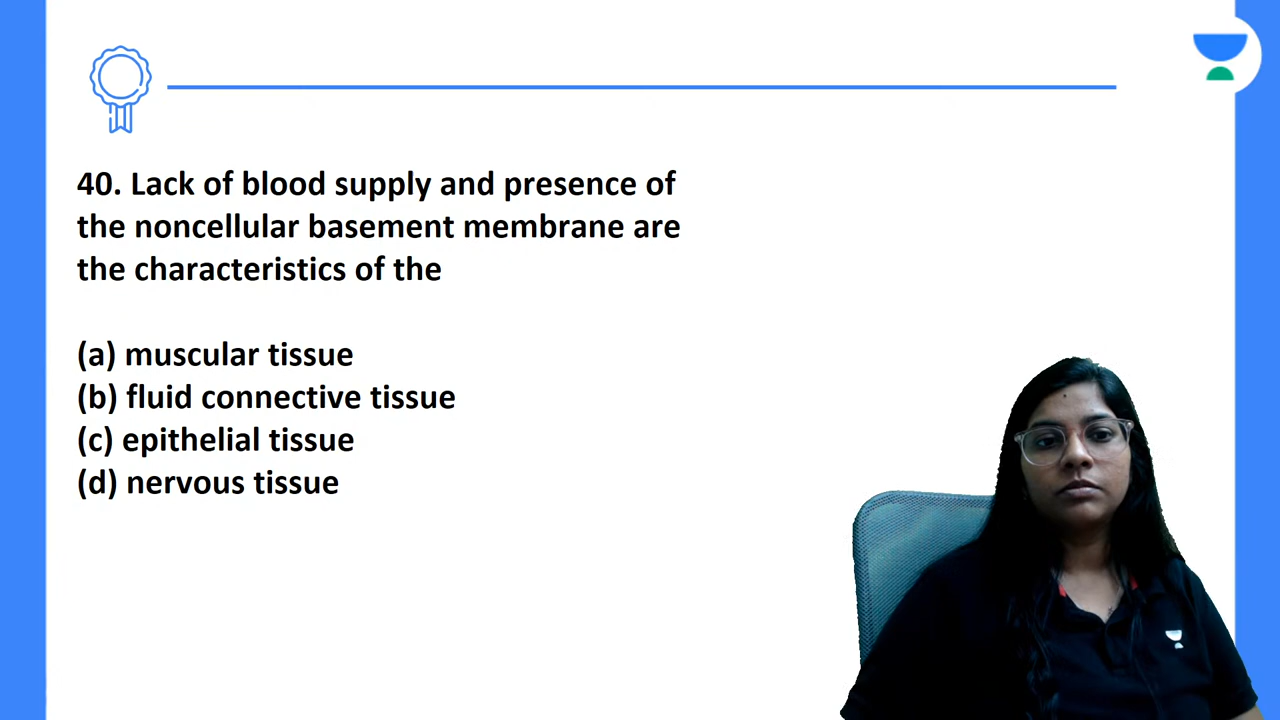 40. Lack of blood supply and presence of
the noncellular basement membrane are
the characteristics of the
(a) muscular tissue
(b) fluid connective tissue
(c) epithelial tissue
(d) nervous tissue